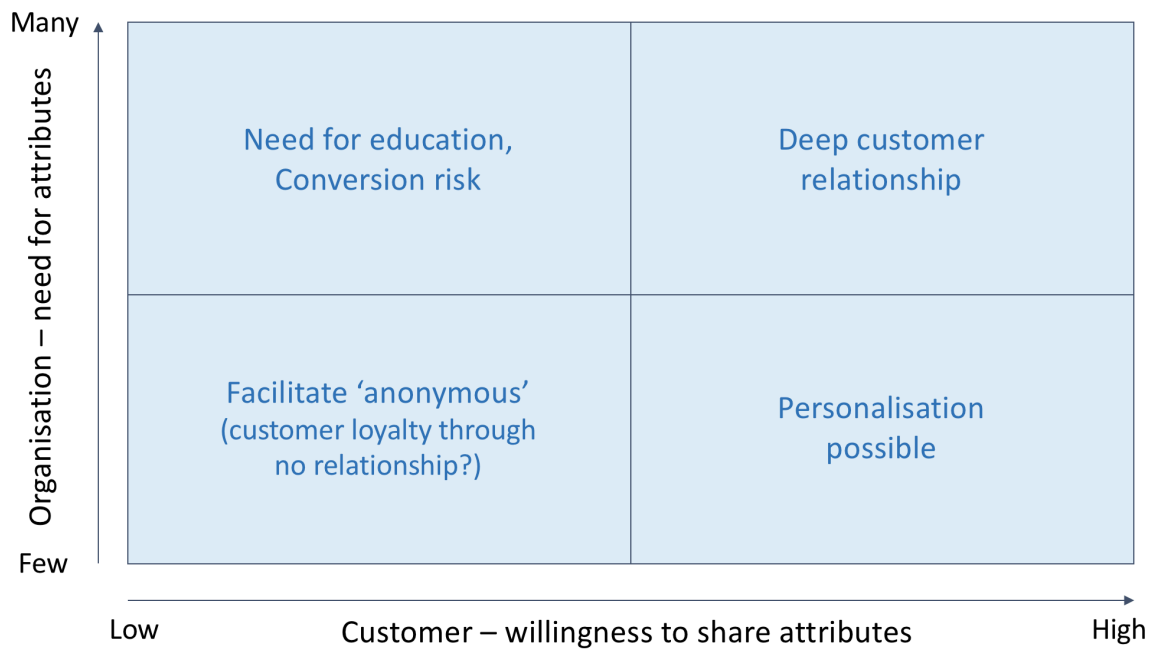 Many
Organisation – need for attributes
Need for education,
Conversion risk
Deep customer
relationship
Facilitate ‘anonymous’
(customer loyalty through
no relationship?)
Personalisation
possible
Few
Low
Customer – willingness to share attributes
High